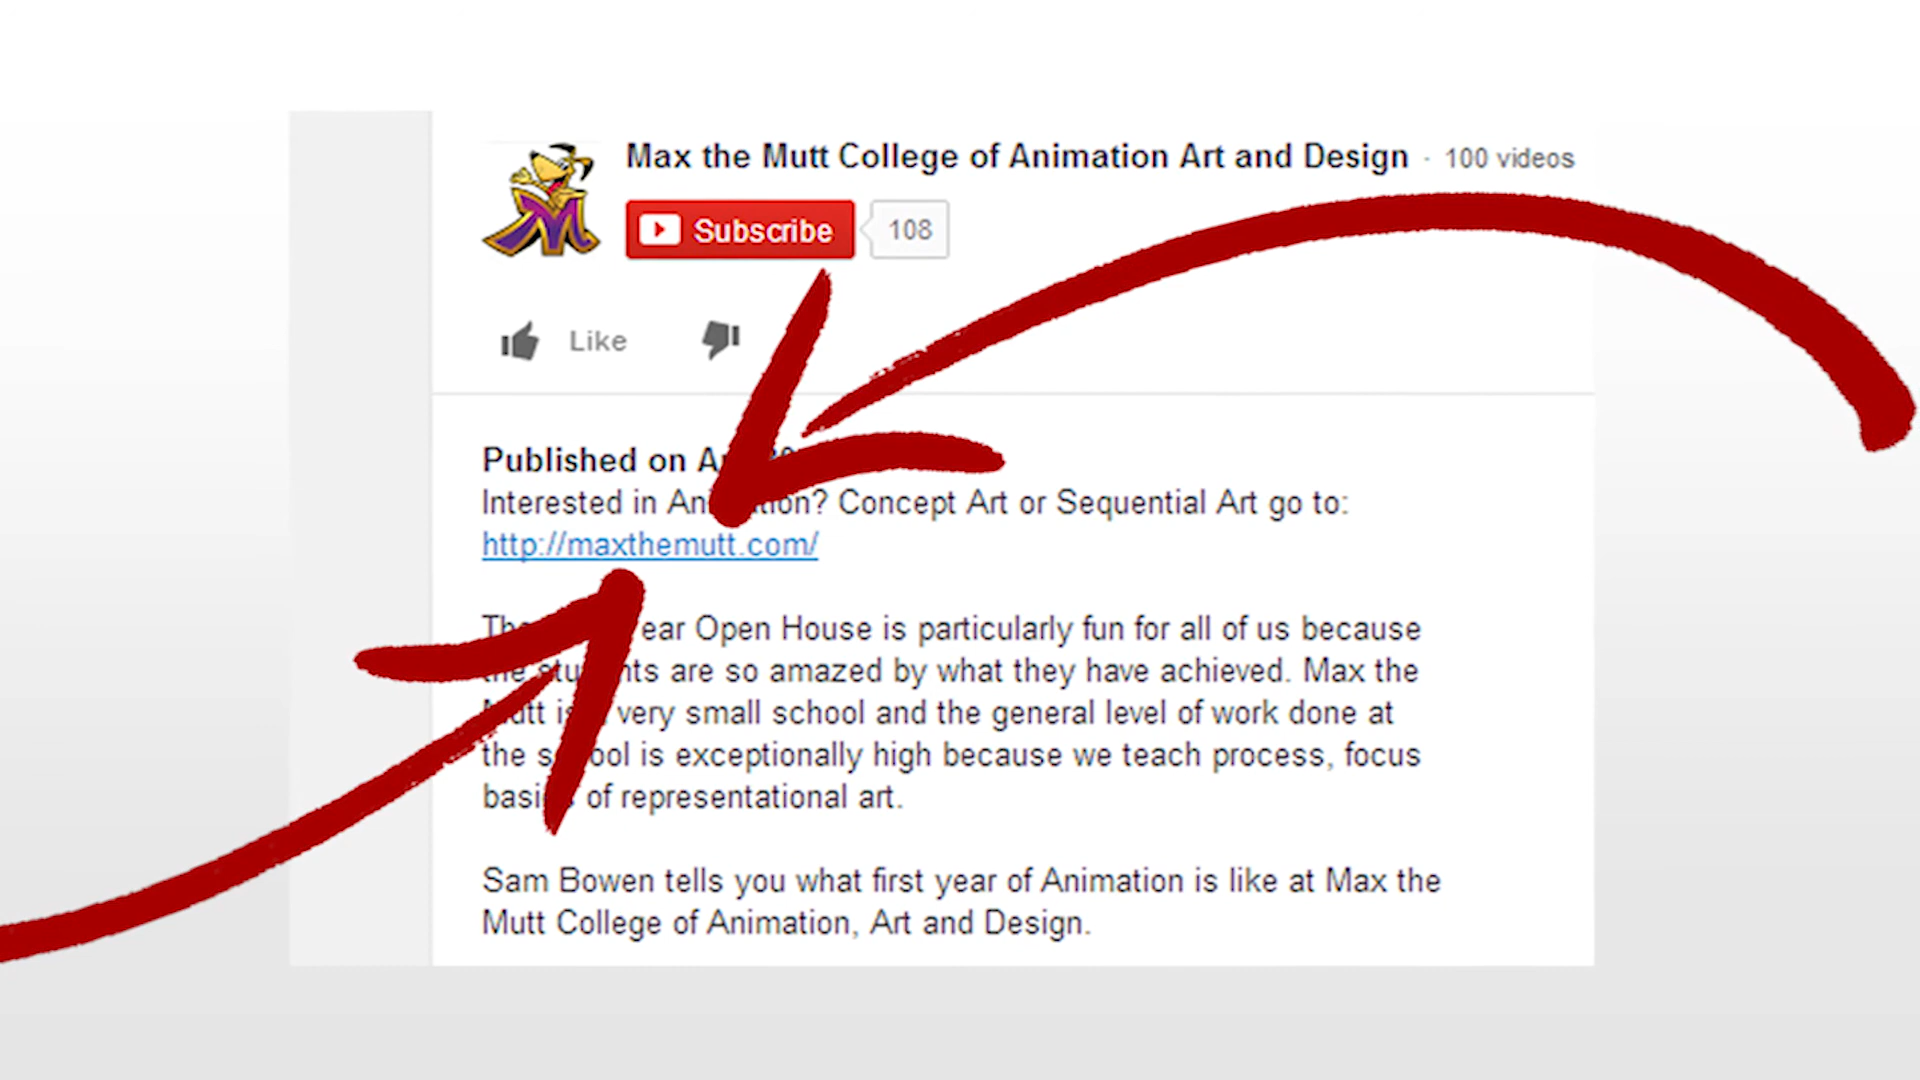 Max the Mutt College of Animation Art and Design · 100 videos
Subscribe 108
Like
Published on
Interested in Concept Art or Sequential Art go to:
http://maxthemutt.com/
Open House is particularly fun for all of us because
are so amazed by what they have achieved. Max the
very small school and the general level of work done at
the is exceptionally high because we teach process, focus
of representational art.
Sam Bowen tells you what first year of Animation is like at Max the
Mutt College of Animation, Art and Design.